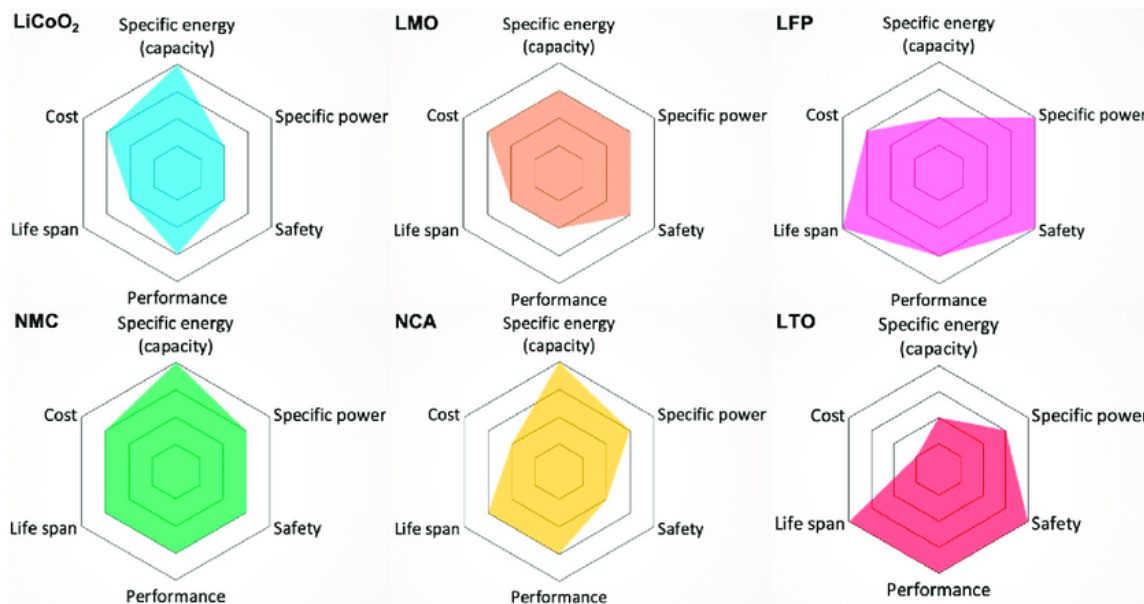 LiCoO₂
Specific energy
(capacity)
Cost
Specific power
Life span
Safety
Performance
LMO
Specific energy
(capacity)
Cost
Specific power
Life span
Safety
Performance
LFP
Specific energy
(capacity)
Cost
Specific power
Life span
Safety
Performance
NMC
Specific energy
(capacity)
Cost
Specific power
Life span
Safety
Performance
NCA
Specific energy
(capacity)
Cost
Specific power
Life span
Safety
Performance
LTO
Specific energy
(capacity)
Cost
Specific power
Life span
Safety
Performance